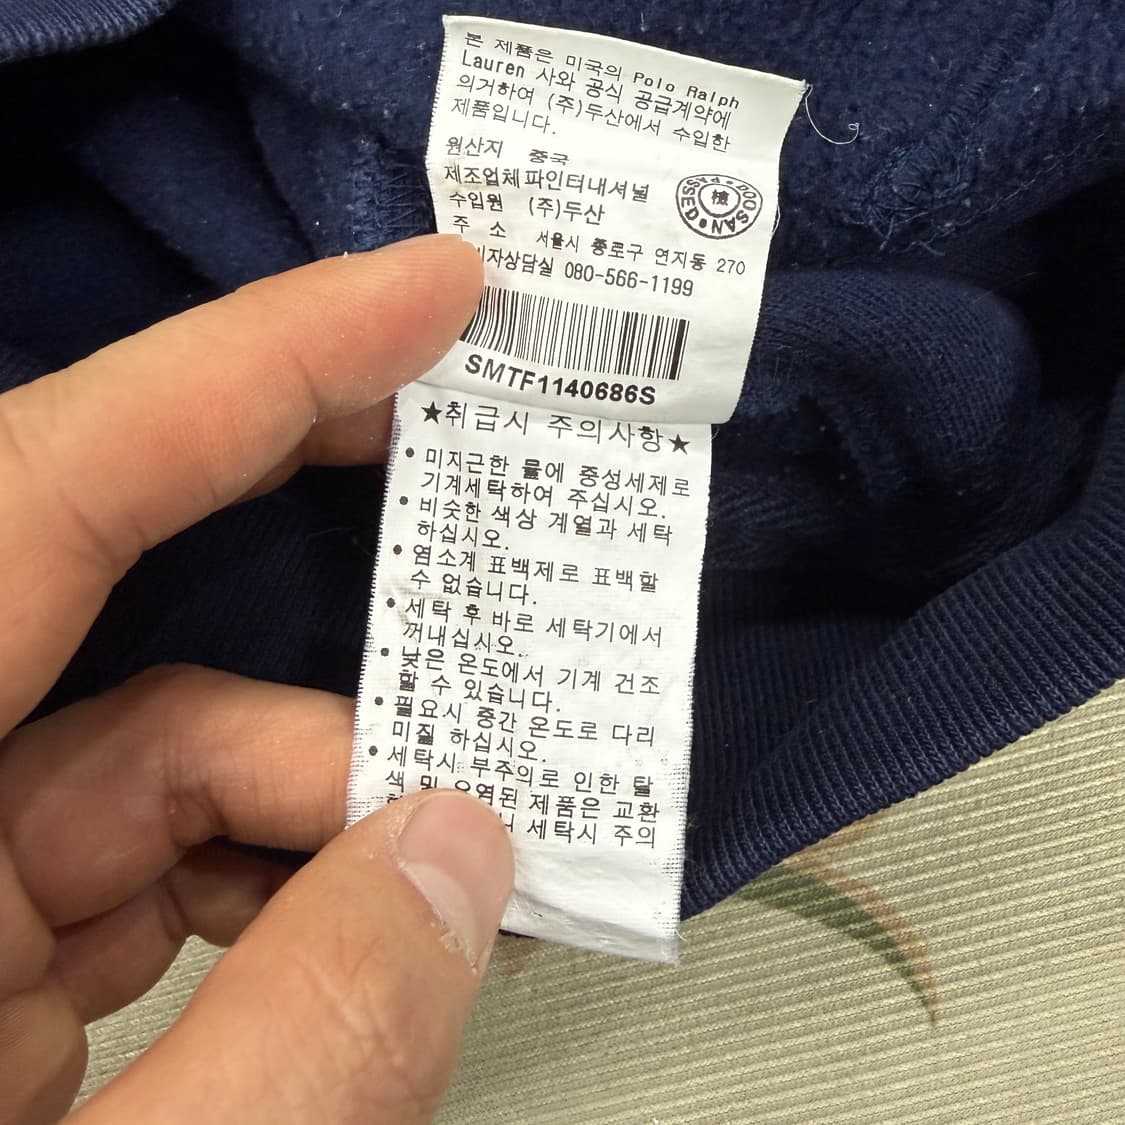 본 제품은 미국의 Polo Ralph
Lauren 사와 공식 공급계약에
의거하여 (주)두산에서 수입한
제품입니다.
원산지 중국
제조업체 파인터내셔널
수입원 (주)두산
주 소 서울시 종로구 연지동 270
자상담실 080-566-1199
DOOSAN PASSED
檢
SMTF1140686S
★취급시 주의사항★
• 미지근한 물에 중성세제로
기계세탁하여 주십시오.
• 비슷한 색상 계열과 세탁
하십시오.
• 염소계 표백제로 표백할
수 없습니다.
• 세탁 후 바로 세탁기에서
꺼내십시오.
• 낮은 온도에서 기계 건조
할 수 있습니다.
• 필요시 중간 온도로 다리
미질 하십시오.
• 세탁시 부주의로 인한 탈
색 및 오염된 제품은 교환
세탁시 주의